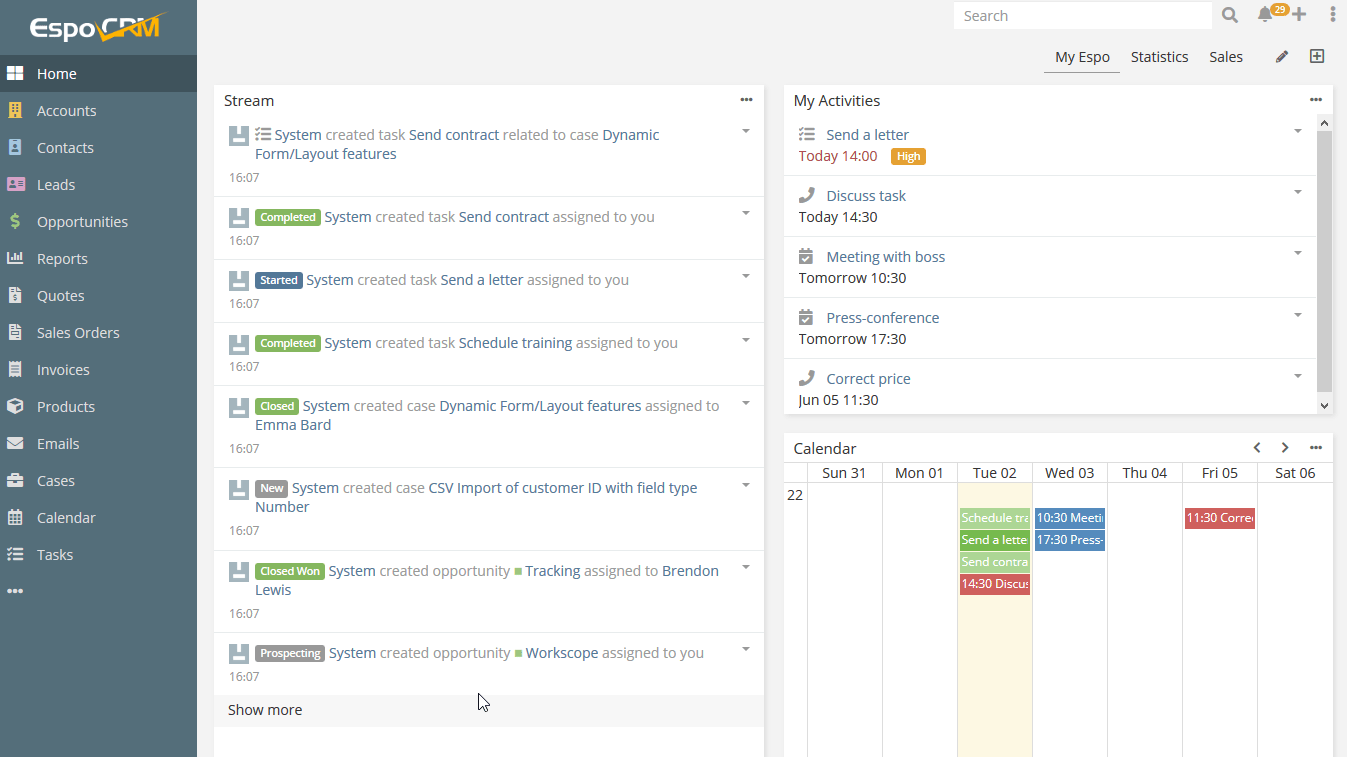 EspoCRM
Search
29
My Espo
Statistics
Sales
Home
Accounts
Contacts
Leads
Opportunities
Reports
Quotes
Sales Orders
Invoices
Products
Emails
Cases
Calendar
Tasks
Stream
System created task Send contract related to case Dynamic
Form/Layout features
16:07
Completed System created task Send contract assigned to you
16:07
Started System created task Send a letter assigned to you
16:07
Completed System created task Schedule training assigned to you
16:07
Closed System created case Dynamic Form/Layout features assigned to
Emma Bard
16:07
New System created case CSV Import of customer ID with field type
Number
16:07
Closed Won System created opportunity Tracking assigned to Brendon
Lewis
16:07
Prospecting System created opportunity Workscope assigned to you
16:07
Show more
My Activities
Send a letter
Today 14:00 High
Discuss task
Today 14:30
Meeting with boss
Tomorrow 10:30
Press-conference
Tomorrow 17:30
Correct price
Jun 05 11:30
Calendar
Sun 31 Mon 01 Tue 02 Wed 03 Thu 04 Fri 05 Sat 06
22
Schedule tra
Send a lette
Send contra
14:30 Discus
10:30 Meeti
17:30 Press-
11:30 Corre